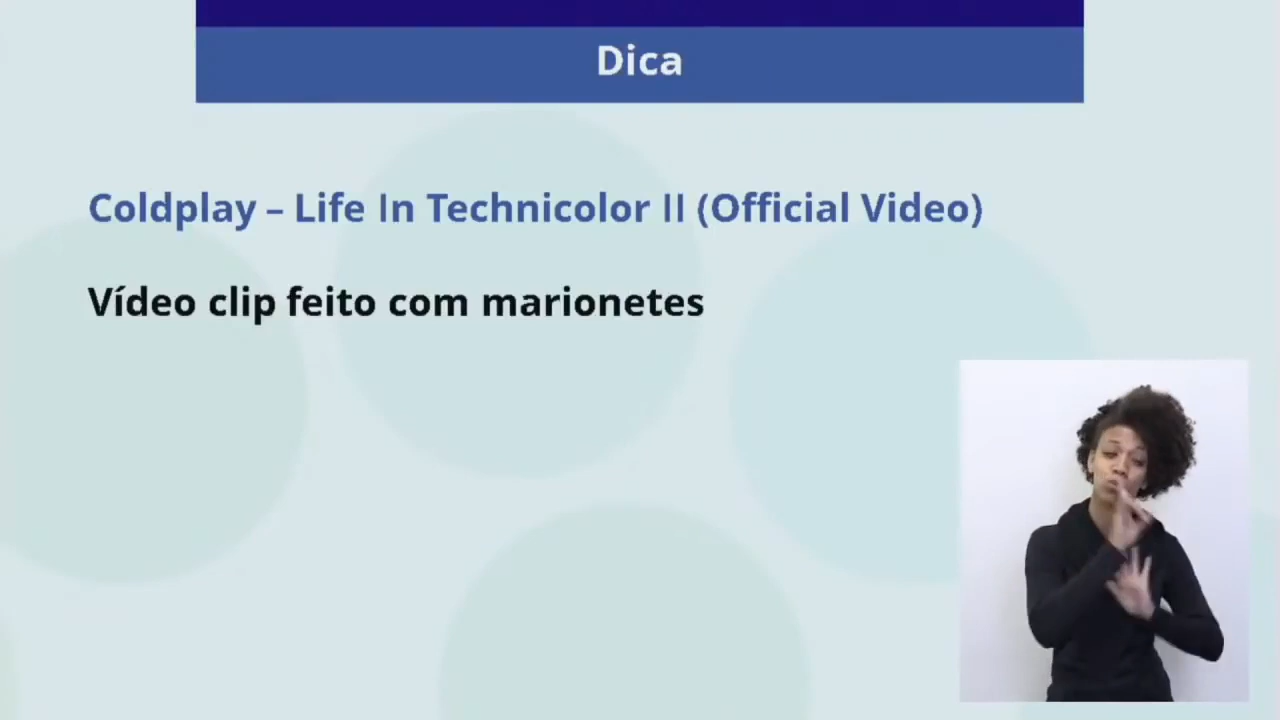 Dica
Coldplay – Life In Technicolor II (Official Video)
Vídeo clip feito com marionetes